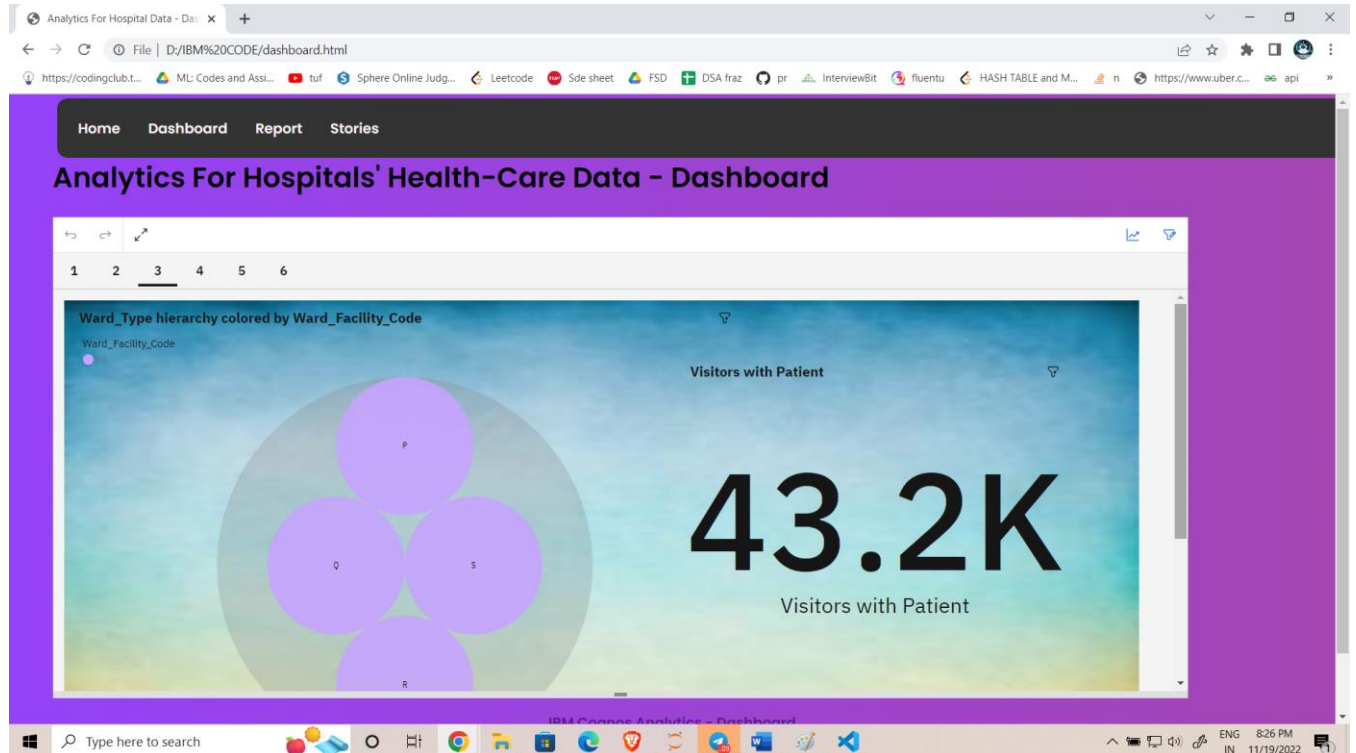 Analytics For Hospital Data - Das
File | D:/IBM%20CODE/dashboard.html
https://codingclub.t... ML: Codes and Assi... tuf Sphere Online Judg... Leetcode Sde sheet FSD DSA fraz pr InterviewBit fluentu HASH TABLE and M... n https://www.uber.c... api »
Home Dashboard Report Stories
Analytics For Hospitals' Health-Care Data - Dashboard
1 2 3 4 5 6
Ward_Type hierarchy colored by Ward_Facility_Code
Ward_Facility_Code
P
Q S
R
Visitors with Patient
43.2K
Visitors with Patient
IBM Cognos Analytics - Dashboard
Type here to search
ENG 8:26 PM
IN 11/19/2022